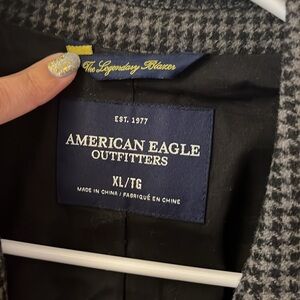 The Legendary Blazer
EST. 1977
AMERICAN EAGLE
OUTFITTERS
XL/TG
MADE IN CHINA / FABRIQUÉ EN CHINE